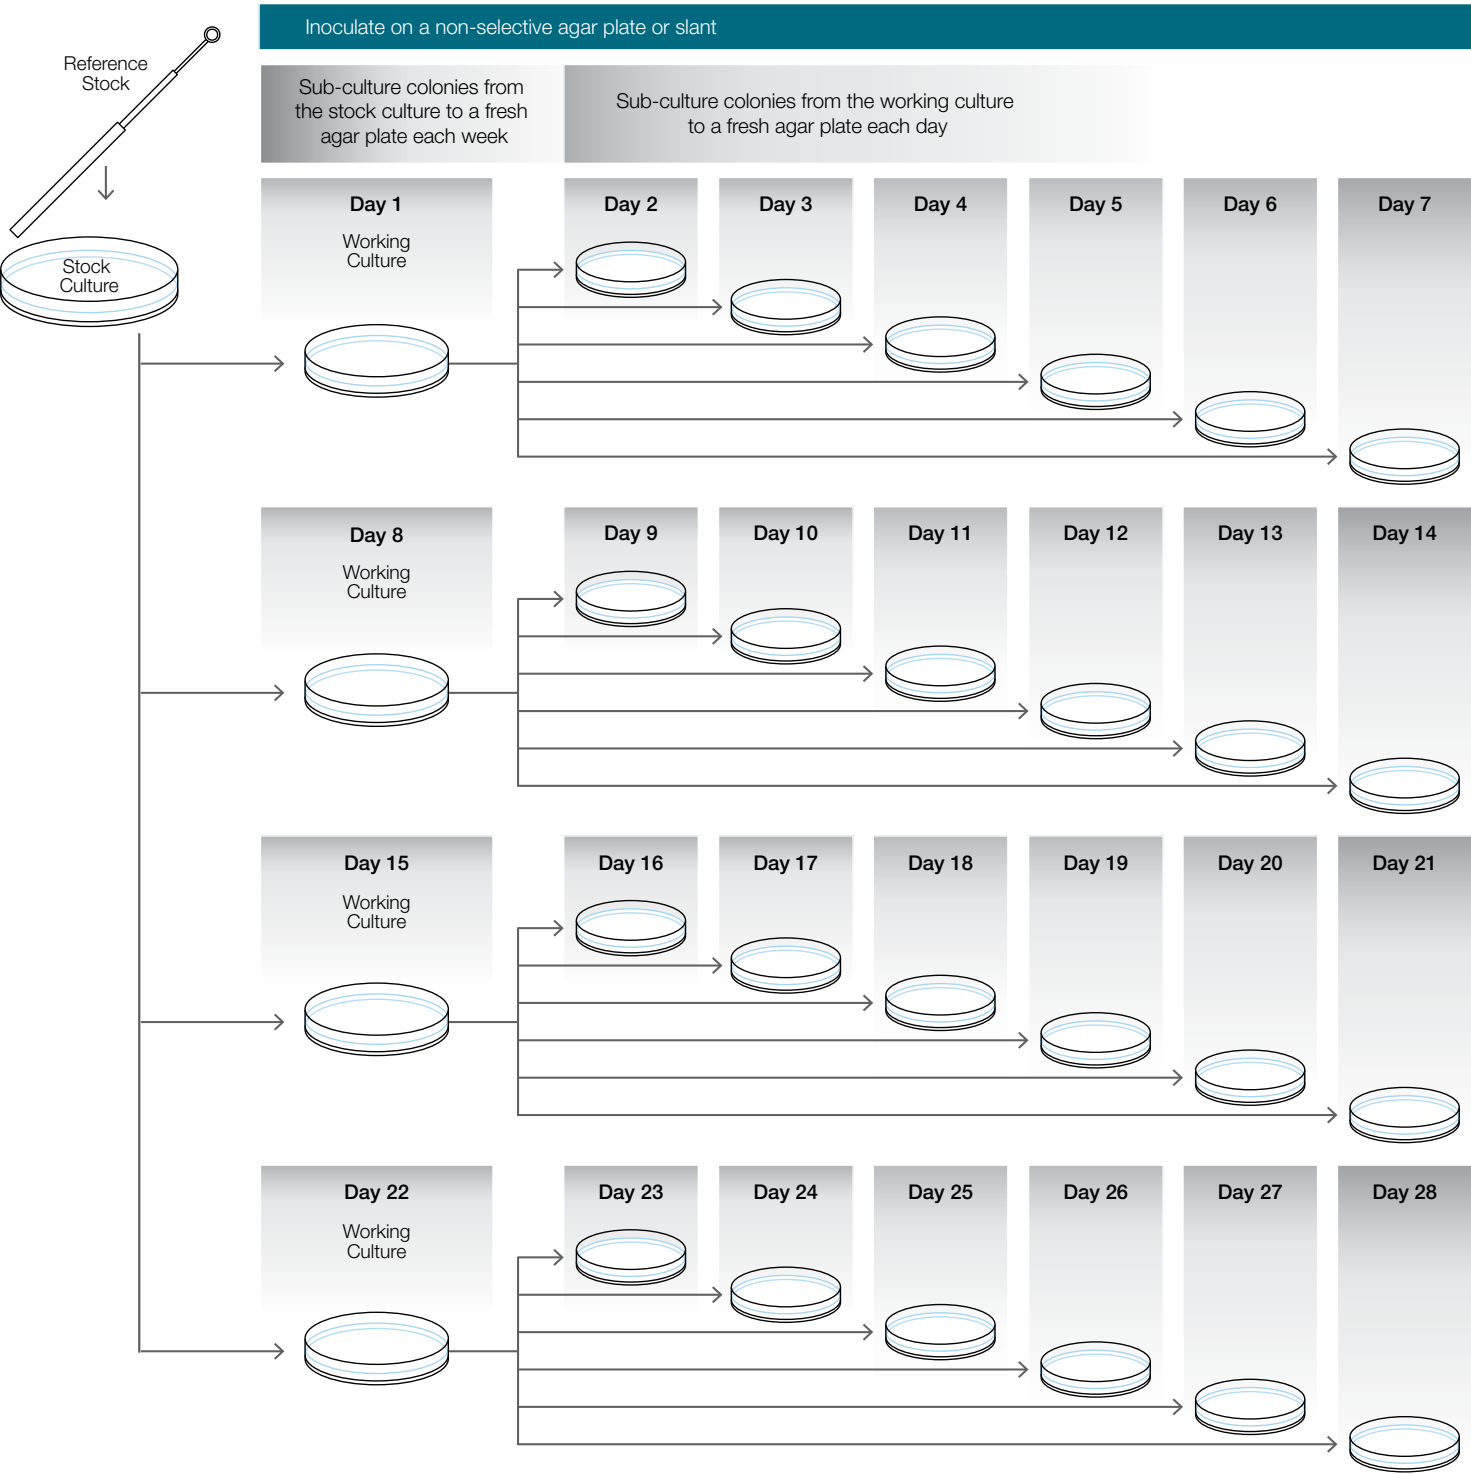 Inoculate on a non-selective agar plate or slant
Reference
Stock
Sub-culture colonies from
the stock culture to a fresh
agar plate each week
Sub-culture colonies from the working culture
to a fresh agar plate each day
Stock
Culture
Day 1
Working
Culture
Day 2
Day 3
Day 4
Day 5
Day 6
Day 7
Day 8
Working
Culture
Day 9
Day 10
Day 11
Day 12
Day 13
Day 14
Day 15
Working
Culture
Day 16
Day 17
Day 18
Day 19
Day 20
Day 21
Day 22
Working
Culture
Day 23
Day 24
Day 25
Day 26
Day 27
Day 28